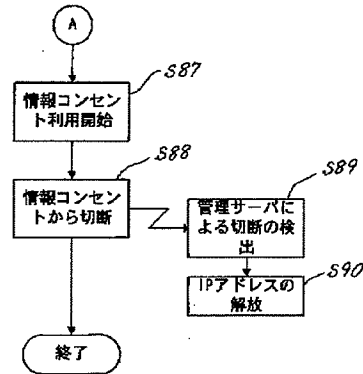 A
S87
情報コンセン
ト利用開始
S88
情報コンセン
トから切断
S89
管理サーバに
よる切断の検
出
S90
IPアドレスの
解放
終了